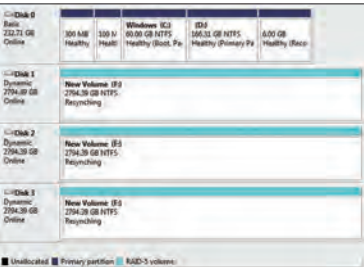 Disk 0
Basic
232.71 GB
Online
300 MB
Healthy
100 M
Healtl
Windows (C:)
60.00 GB NTFS
Healthy (Boot, Pa
(D:)
166.31 GB NTFS
Healthy (Primary Pa
6.00 GB
Healthy (Reco
Disk 1
Dynamic
2794.39 GB
Online
New Volume (F:)
2794.39 GB NTFS
Resynching
Disk 2
Dynamic
2794.39 GB
Online
New Volume (F:)
2794.39 GB NTFS
Resynching
Disk 3
Dynamic
2794.39 GB
Online
New Volume (F:)
2794.39 GB NTFS
Resynching
Unallocated Primary partition RAID-5 volume